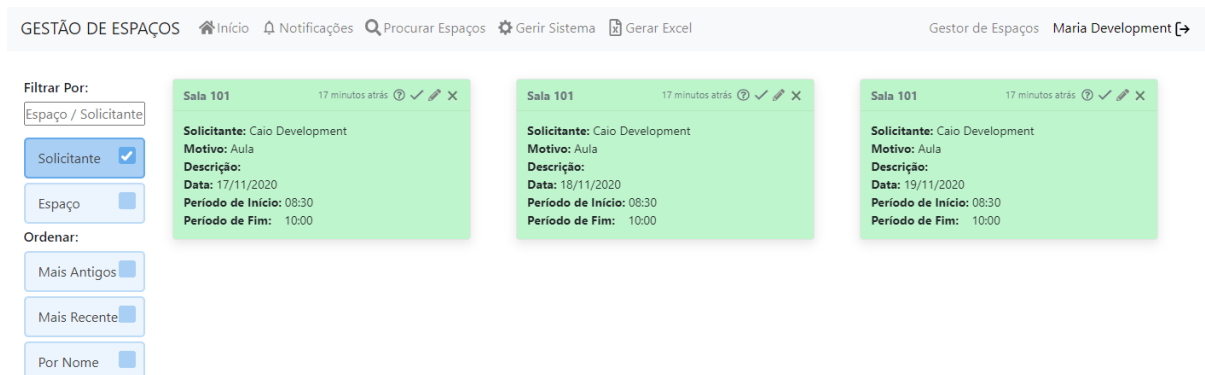 GESTÃO DE ESPAÇOS Início Notificações Procurar Espaços Gerir Sistema Gerar Excel Gestor de Espaços Maria Development
Filtrar Por:
Espaço / Solicitante
Solicitante
Espaço
Ordenar:
Mais Antigos
Mais Recente
Por Nome
Sala 101 17 minutos atrás
Solicitante: Caio Development
Motivo: Aula
Descrição:
Data: 17/11/2020
Período de Início: 08:30
Período de Fim: 10:00
Sala 101 17 minutos atrás
Solicitante: Caio Development
Motivo: Aula
Descrição:
Data: 18/11/2020
Período de Início: 08:30
Período de Fim: 10:00
Sala 101 17 minutos atrás
Solicitante: Caio Development
Motivo: Aula
Descrição:
Data: 19/11/2020
Período de Início: 08:30
Período de Fim: 10:00